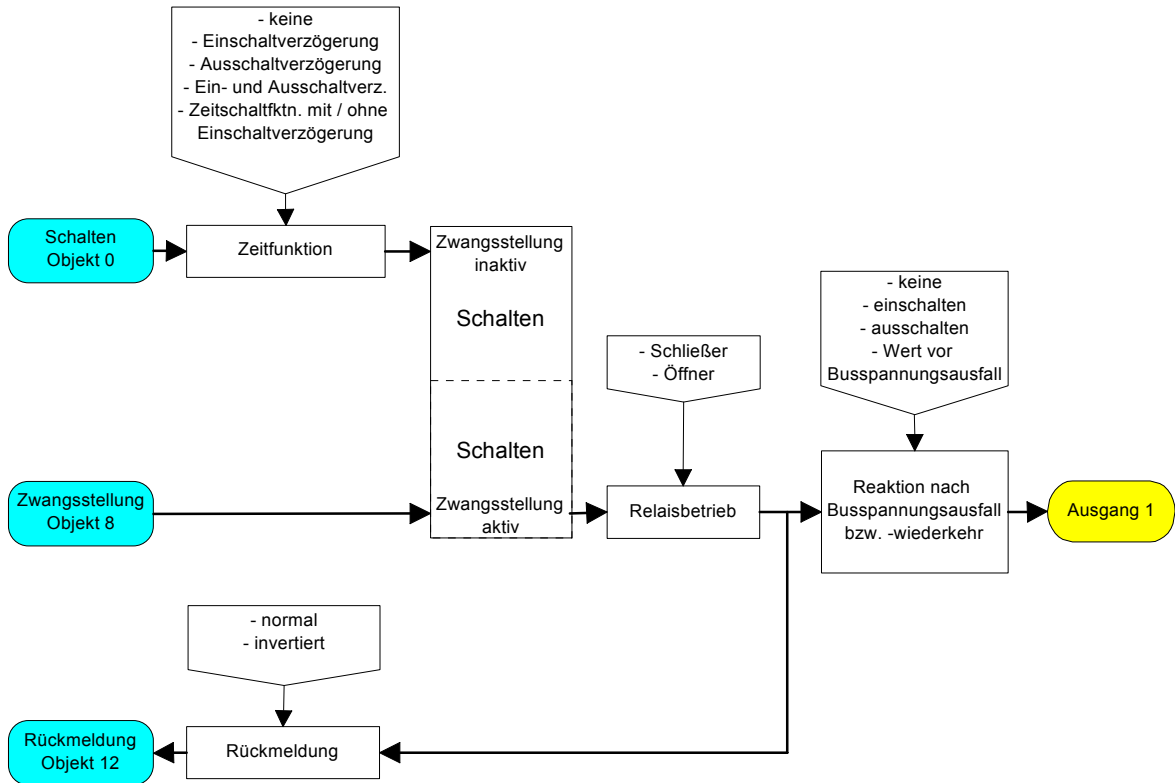 - keine
- Einschaltverzögerung
- Ausschaltverzögerung
- Ein- und Ausschaltverz.
- Zeitschaltfktn. mit / ohne
Einschaltverzögerung
Schalten
Objekt 0
Zeitfunktion
Zwangsstellung
inaktiv
Schalten
- Schließer
- Öffner
- keine
- einschalten
- ausschalten
- Wert vor
Busspannungsausfall
Schalten
Zwangsstellung
aktiv
Zwangsstellung
Objekt 8
Relaisbetrieb
Reaktion nach
Busspannungsausfall
bzw. -wiederkehr
Ausgang 1
- normal
- invertiert
Rückmeldung
Objekt 12
Rückmeldung